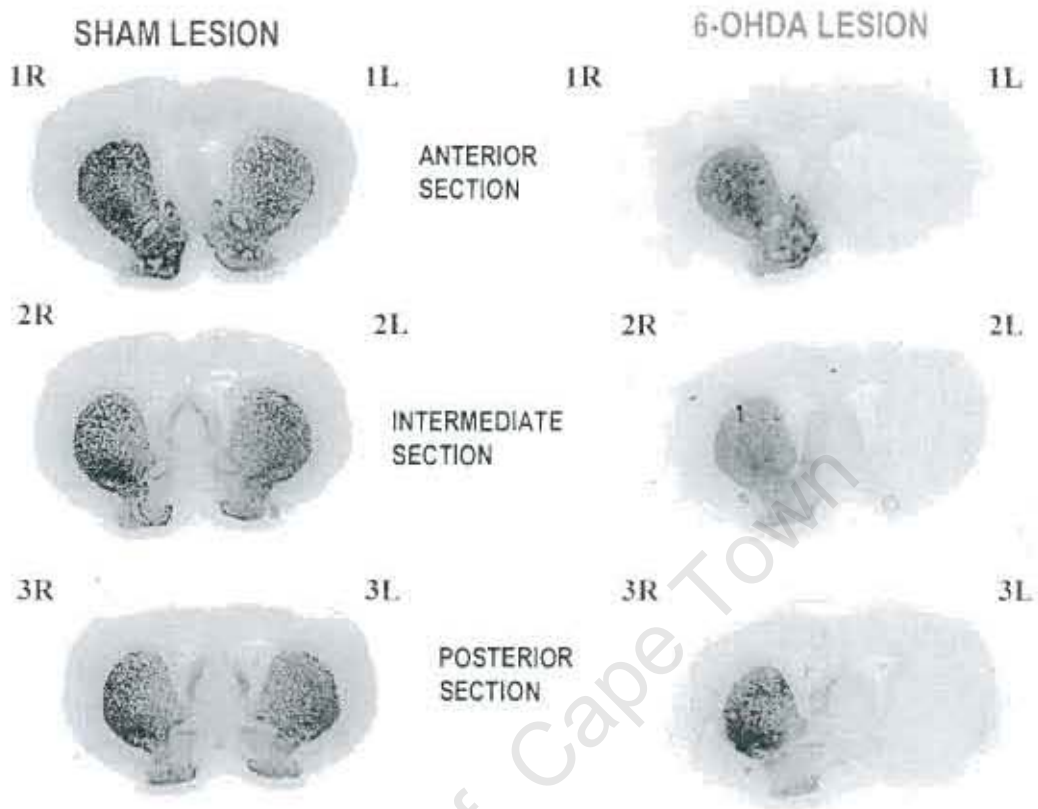 SHAM LESION
6-OHDA LESION
1R
1L
1R
1L
ANTERIOR
SECTION
2R
2L
2R
2L
INTERMEDIATE
SECTION
3R
3L
3R
3L
POSTERIOR
SECTION
of Cape Town